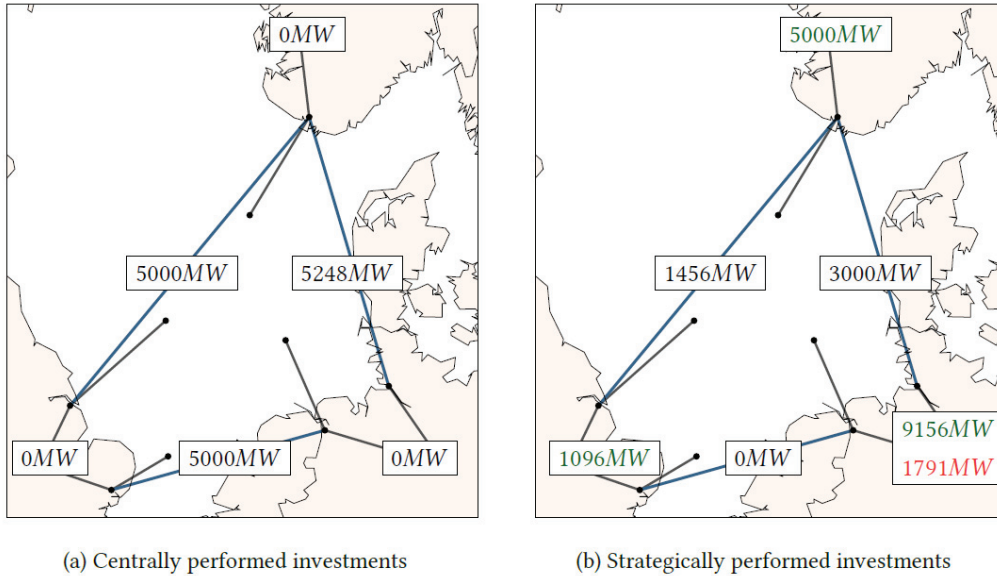 0MW
5000MW
5248MW
0MW
5000MW
0MW
(a) Centrally performed investments
5000MW
1456MW
3000MW
9156MW
1791MW
1096MW
0MW
(b) Strategically performed investments